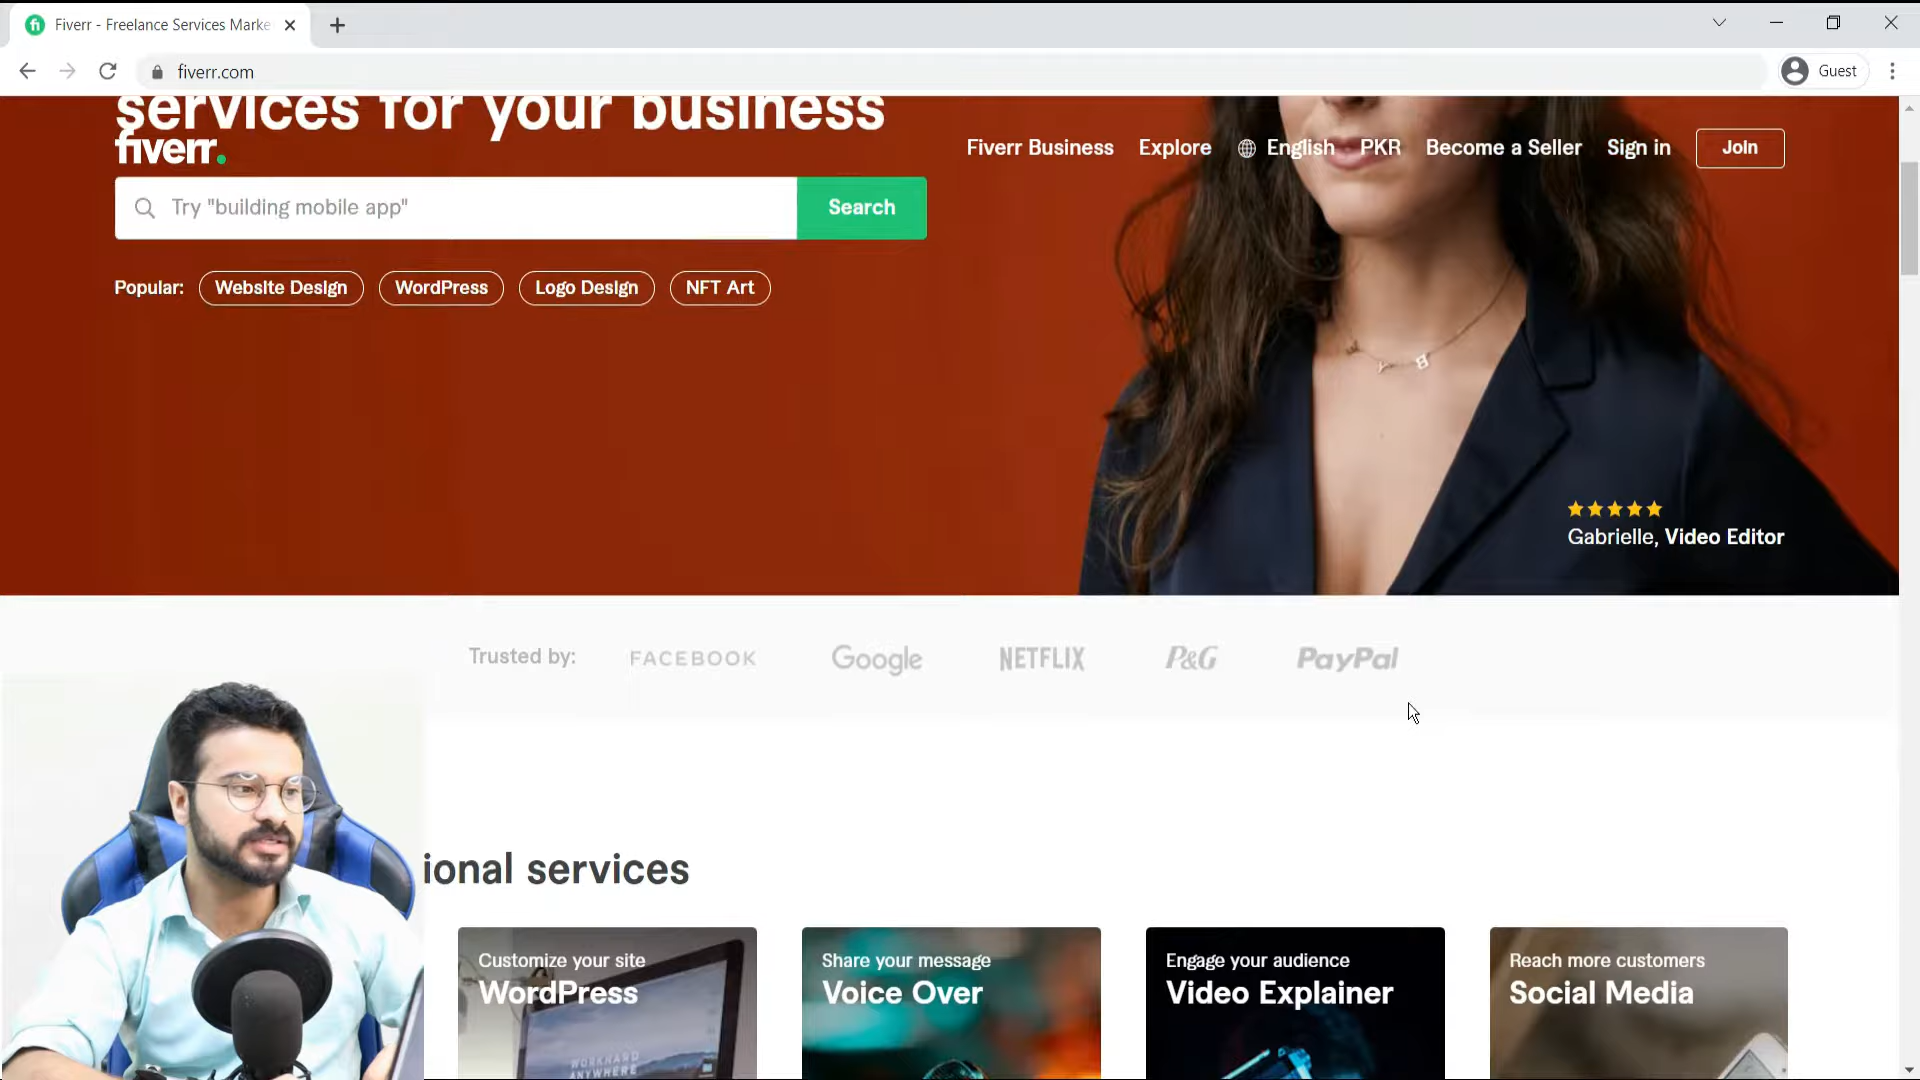 Fiverr - Freelance Services Marke
fiverr.com
Guest
services for your business
fiverr.
Fiverr Business
Explore
English
PKR
Become a Seller
Sign in
Join
Try "building mobile app"
Search
Popular:
Website Design
WordPress
Logo Design
NFT Art
Gabrielle, Video Editor
Trusted by:
FACEBOOK
Google
NETFLIX
P&G
PayPal
ional services
Customize your site
WordPress
Share your message
Voice Over
Engage your audience
Video Explainer
Reach more customers
Social Media
WORK HARD
ANYWHERE